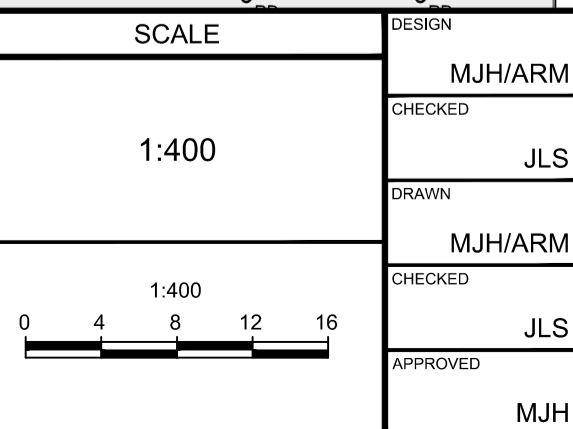 SCALE
1:400
1:400
0 4 8 12 16
DESIGN
MJH/ARM
CHECKED
JLS
DRAWN
MJH/ARM
CHECKED
JLS
APPROVED
MJH